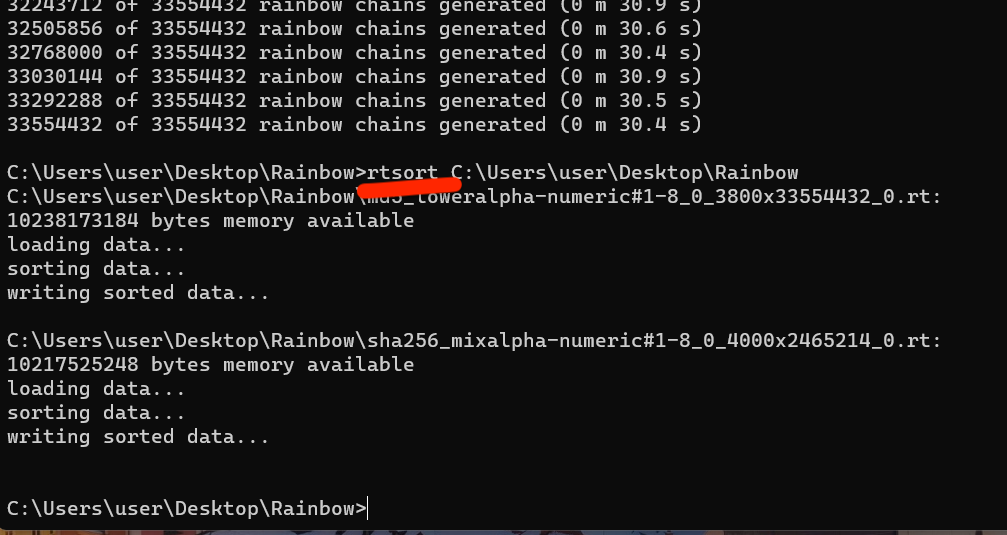 32243712 of 33554432 rainbow chains generated (0 m 30.9 s)
32505856 of 33554432 rainbow chains generated (0 m 30.6 s)
32768000 of 33554432 rainbow chains generated (0 m 30.4 s)
33030144 of 33554432 rainbow chains generated (0 m 30.9 s)
33292288 of 33554432 rainbow chains generated (0 m 30.5 s)
33554432 of 33554432 rainbow chains generated (0 m 30.4 s)
C:\Users\user\Desktop\Rainbow>rtsort C:\Users\user\Desktop\Rainbow
C:\Users\user\Desktop\Rainbow\md5_loweralpha-numeric#1-8_0_3800x33554432_0.rt:
10238173184 bytes memory available
loading data...
sorting data...
writing sorted data...
C:\Users\user\Desktop\Rainbow\sha256_mixalpha-numeric#1-8_0_4000x2465214_0.rt:
10217525248 bytes memory available
loading data...
sorting data...
writing sorted data...
C:\Users\user\Desktop\Rainbow>